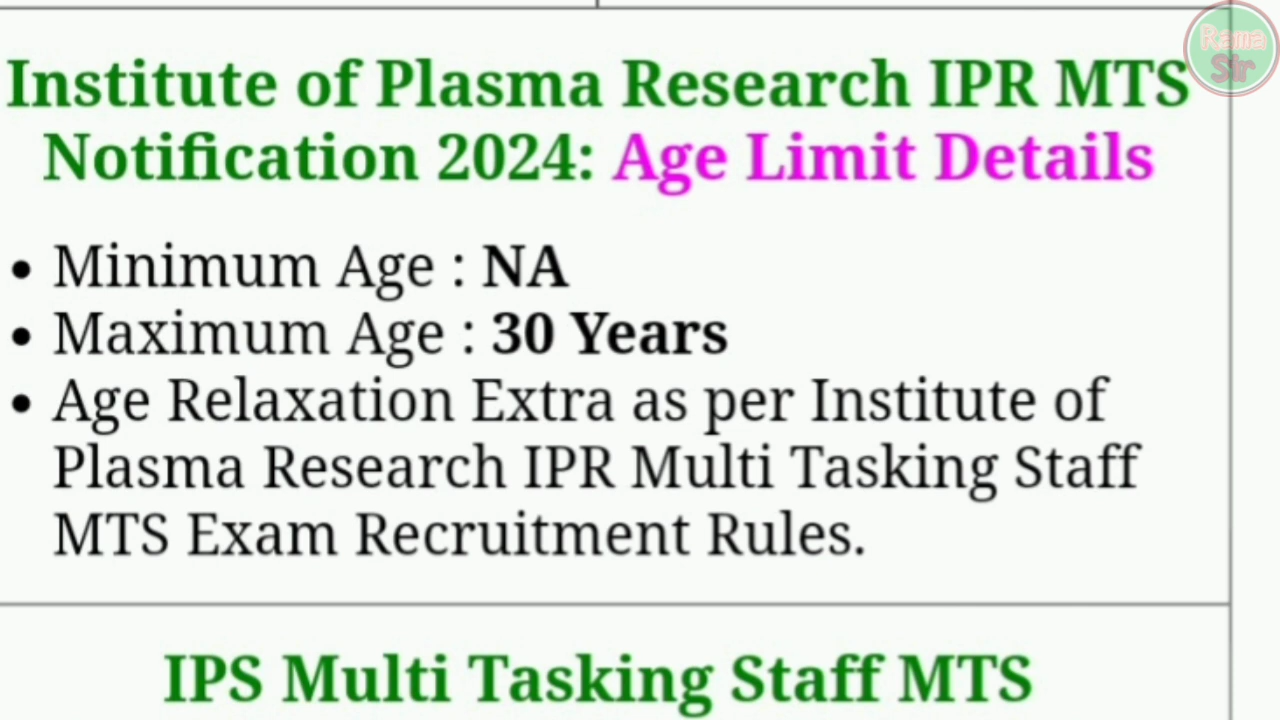 Rama
Sir
Institute of Plasma Research IPR MTS
Notification 2024: Age Limit Details
• Minimum Age : NA
• Maximum Age : 30 Years
• Age Relaxation Extra as per Institute of
Plasma Research IPR Multi Tasking Staff
MTS Exam Recruitment Rules.
IPS Multi Tasking Staff MTS